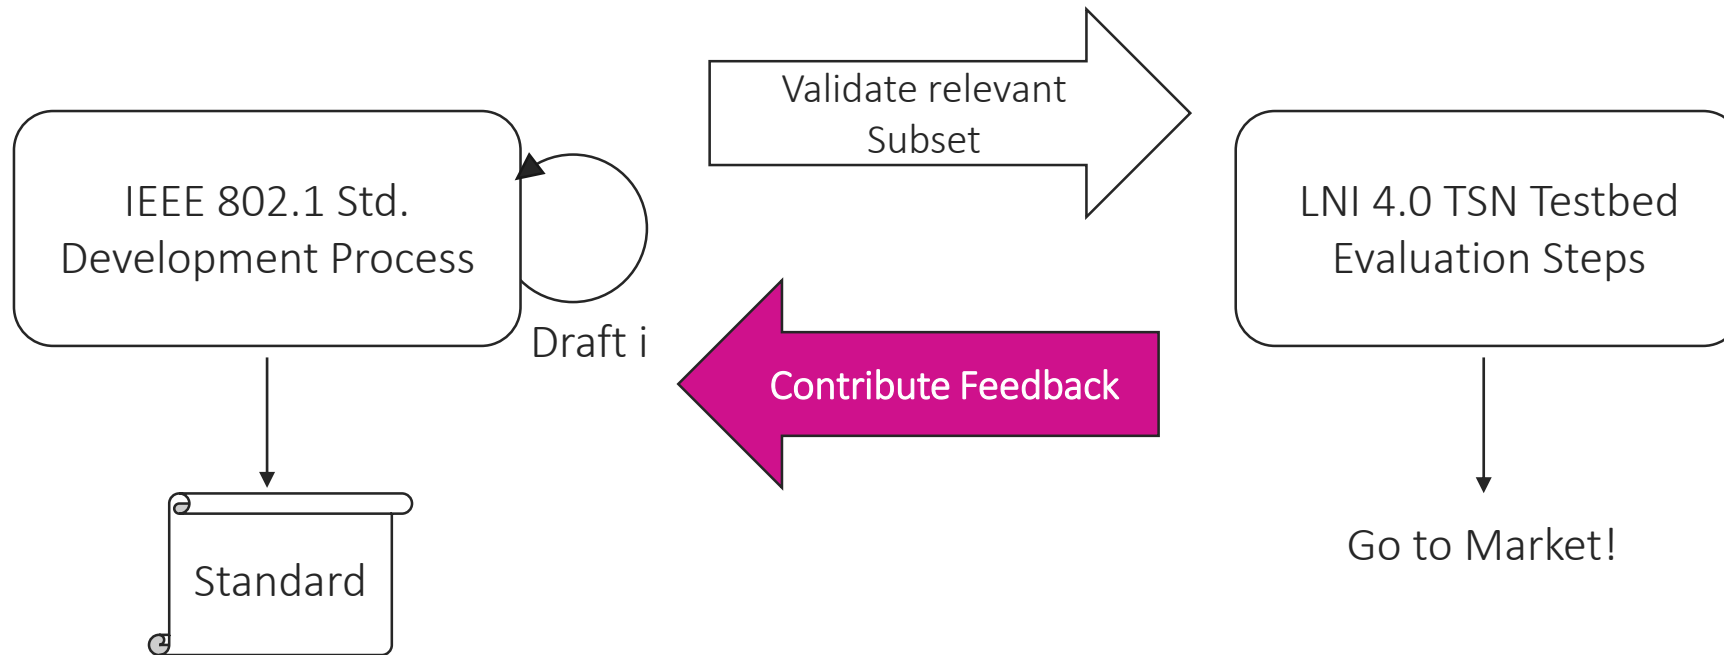 Validate relevant
Subset
IEEE 802.1 Std.
Development Process
LNI 4.0 TSN Testbed
Evaluation Steps
Draft i
Contribute Feedback
Standard
Go to Market!